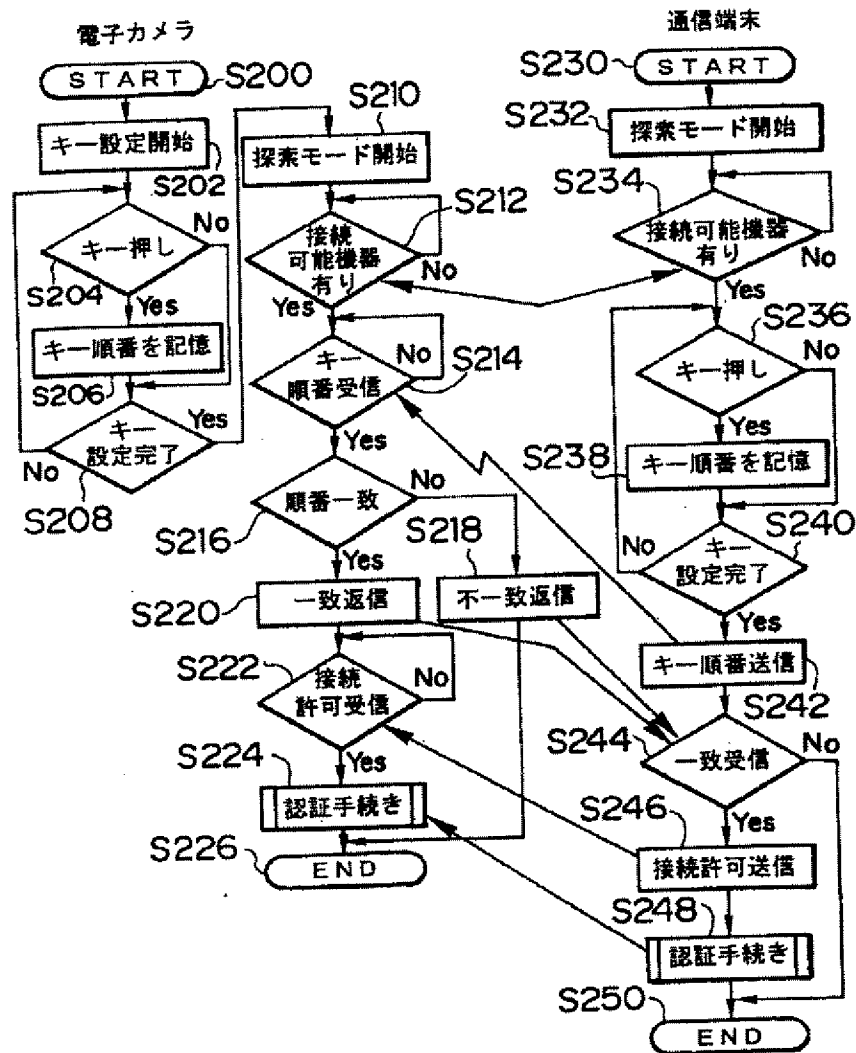 電子カメラ
START
S200
キー設定開始
S202
キー押し
No
S204
Yes
キー順番を記憶
S206
キー
設定完了
Yes
No
S208
S210
探素モード開始
接続
可能機器
有り
S212
No
Yes
キー
順番受信
No
S214
Yes
順番一致
No
S216
Yes
S218
一致返信
S220
不一致返信
接続
許可受信
S222
No
Yes
S224
認証手続き
S226
END
通信端末
S230
START
S232
探素モード開始
S234
接続可能機器
有り
No
Yes
S236
キー押し
No
Yes
S238
キー順番を記憶
S240
キー
設定完了
No
Yes
キー順番送信
S242
S244
一致受信
No
Yes
S246
接続許可送信
S248
認証手続き
S250
END